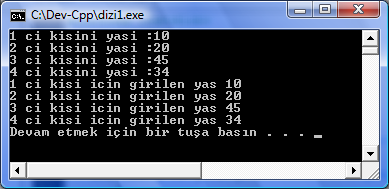 C:\Dev-Cpp\dizi1.exe
1 ci kisini yasi :10
2 ci kisini yasi :20
3 ci kisini yasi :45
4 ci kisini yasi :34
1 ci kisi icin girilen yas 10
2 ci kisi icin girilen yas 20
3 ci kisi icin girilen yas 45
4 ci kisi icin girilen yas 34
Devam etmek için bir tuşa basın . . . _